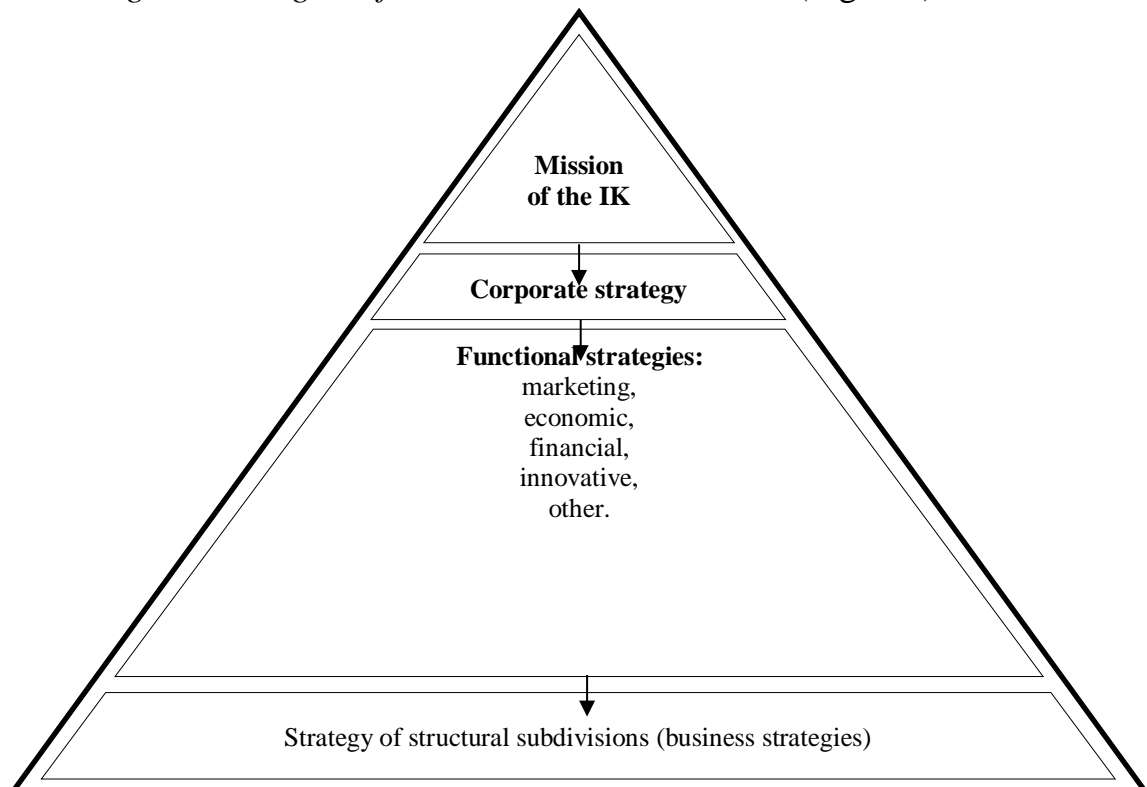 Mission
of the IK
Corporate strategy
Functional strategies:
marketing,
economic,
financial,
innovative,
other.
Strategy of structural subdivisions (business strategies)